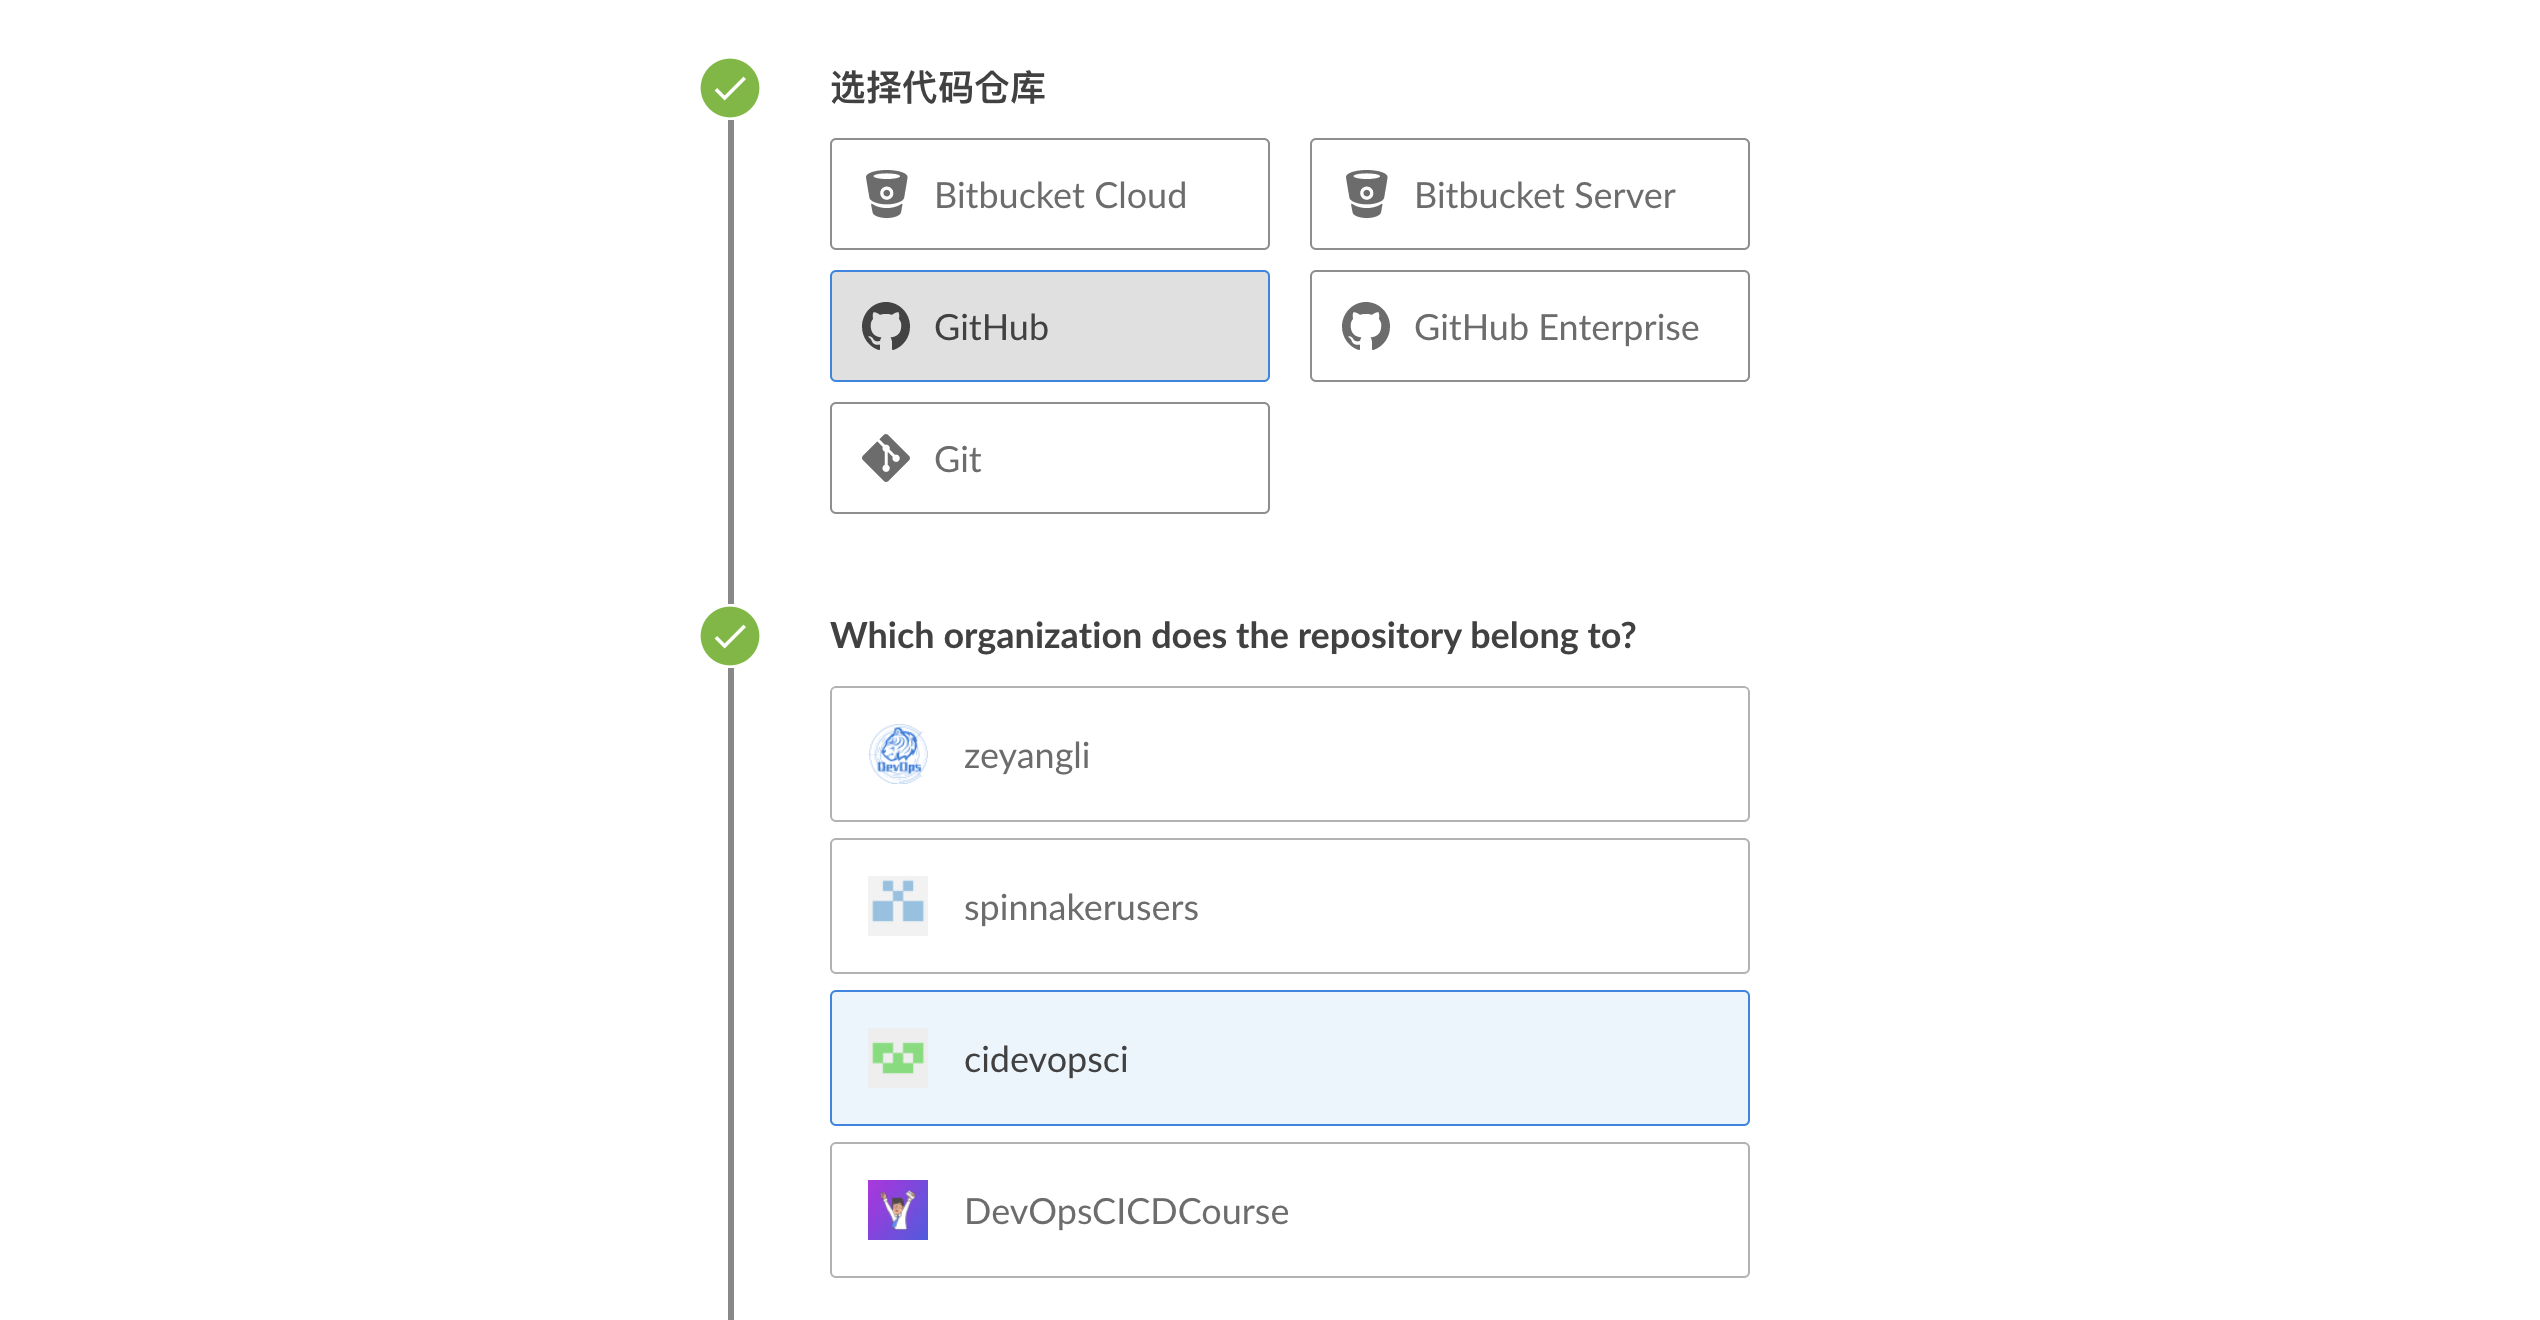 选择代码仓库
Bitbucket Cloud
Bitbucket Server
GitHub
GitHub Enterprise
Git
Which organization does the repository belong to?
DevOps
zeyangli
spinnakerusers
cidevopsci
DevOpsCICDCourse